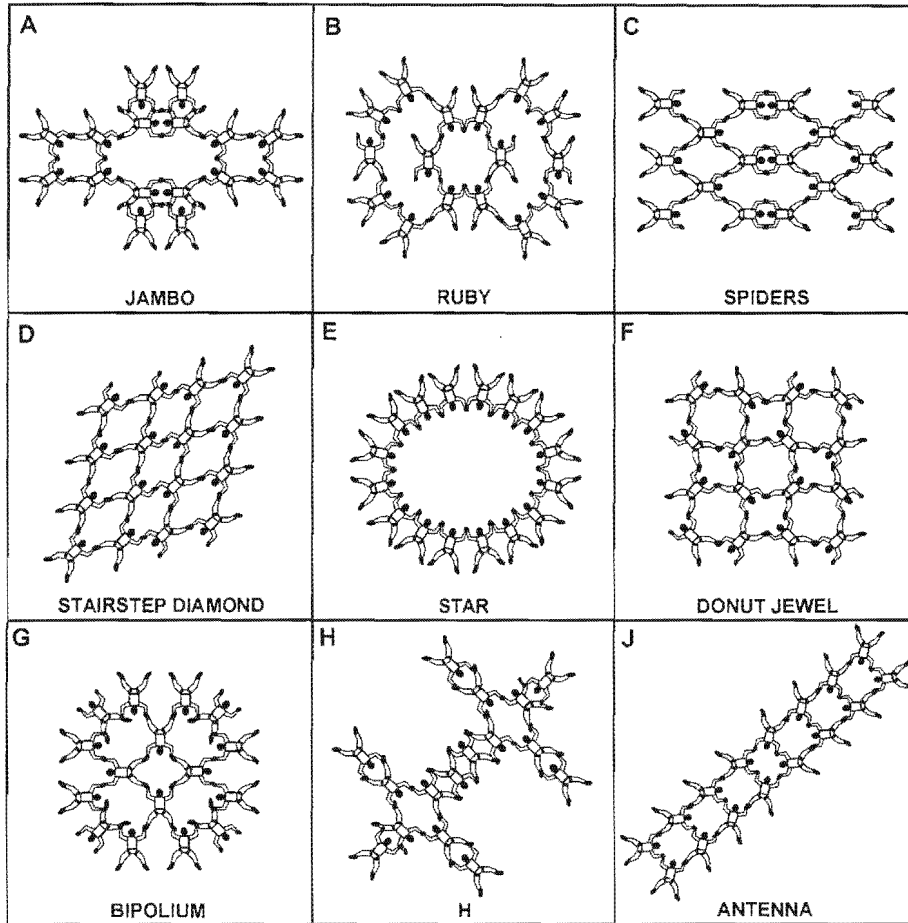 A
B
C
JAMBO
RUBY
SPIDERS
D
E
F
STAIRSTEP DIAMOND
STAR
DONUT JEWEL
G
H
J
BIPOLIUM
H
ANTENNA